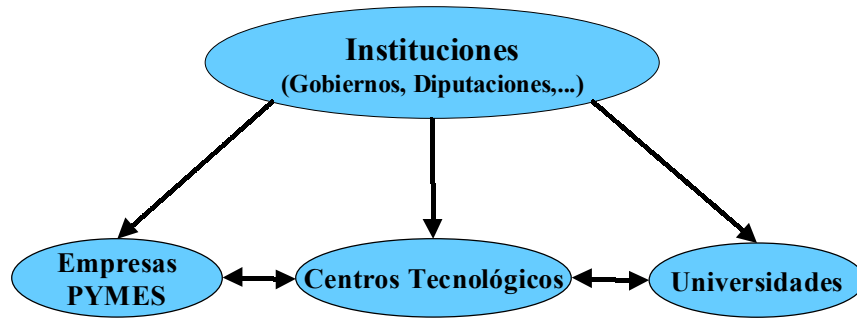 Instituciones
(Gobiernos, Diputaciones,...)
Empresas
PYMES
Centros Tecnológicos
Universidades